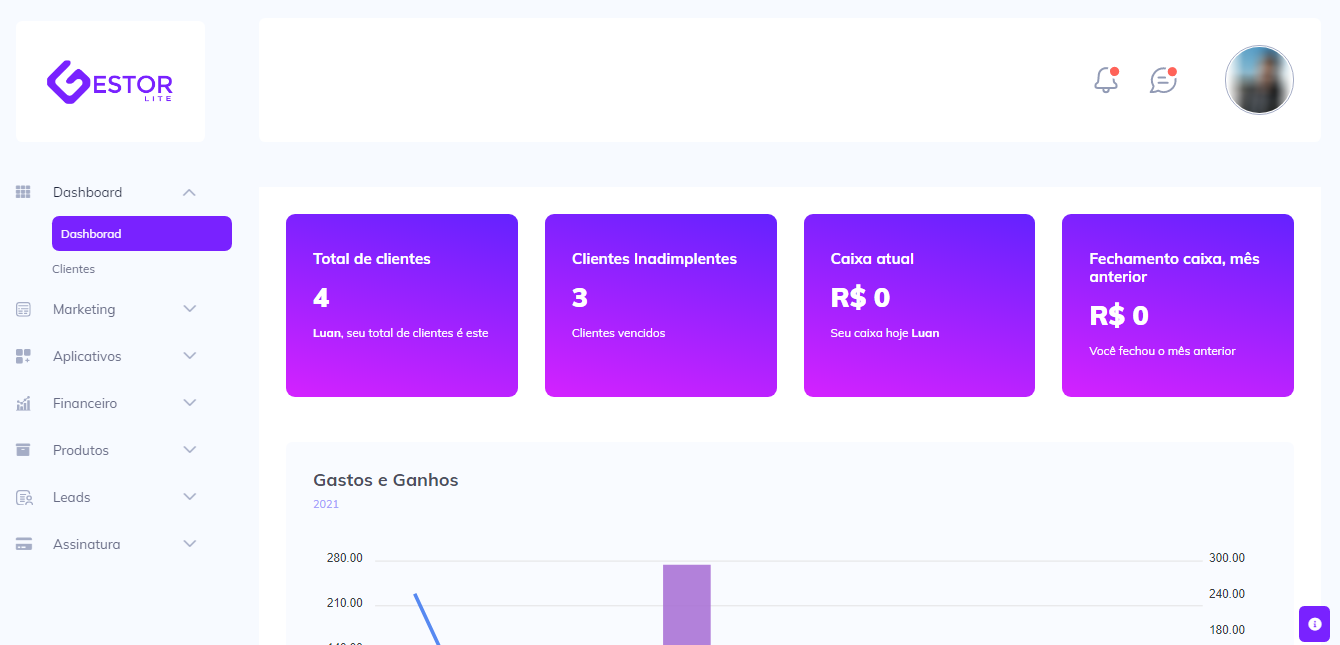 GESTOR
LITE
Dashboard
Dashborad
Clientes
Marketing
Aplicativos
Financeiro
Produtos
Leads
Assinatura
Total de clientes
4
Luan, seu total de clientes é este
Clientes Inadimplentes
3
Clientes vencidos
Caixa atual
R$ 0
Seu caixa hoje Luan
Fechamento caixa, mês
anterior
R$ 0
Você fechou o mês anterior
Gastos e Ganhos
2021
280.00
210.00
300.00
240.00
180.00